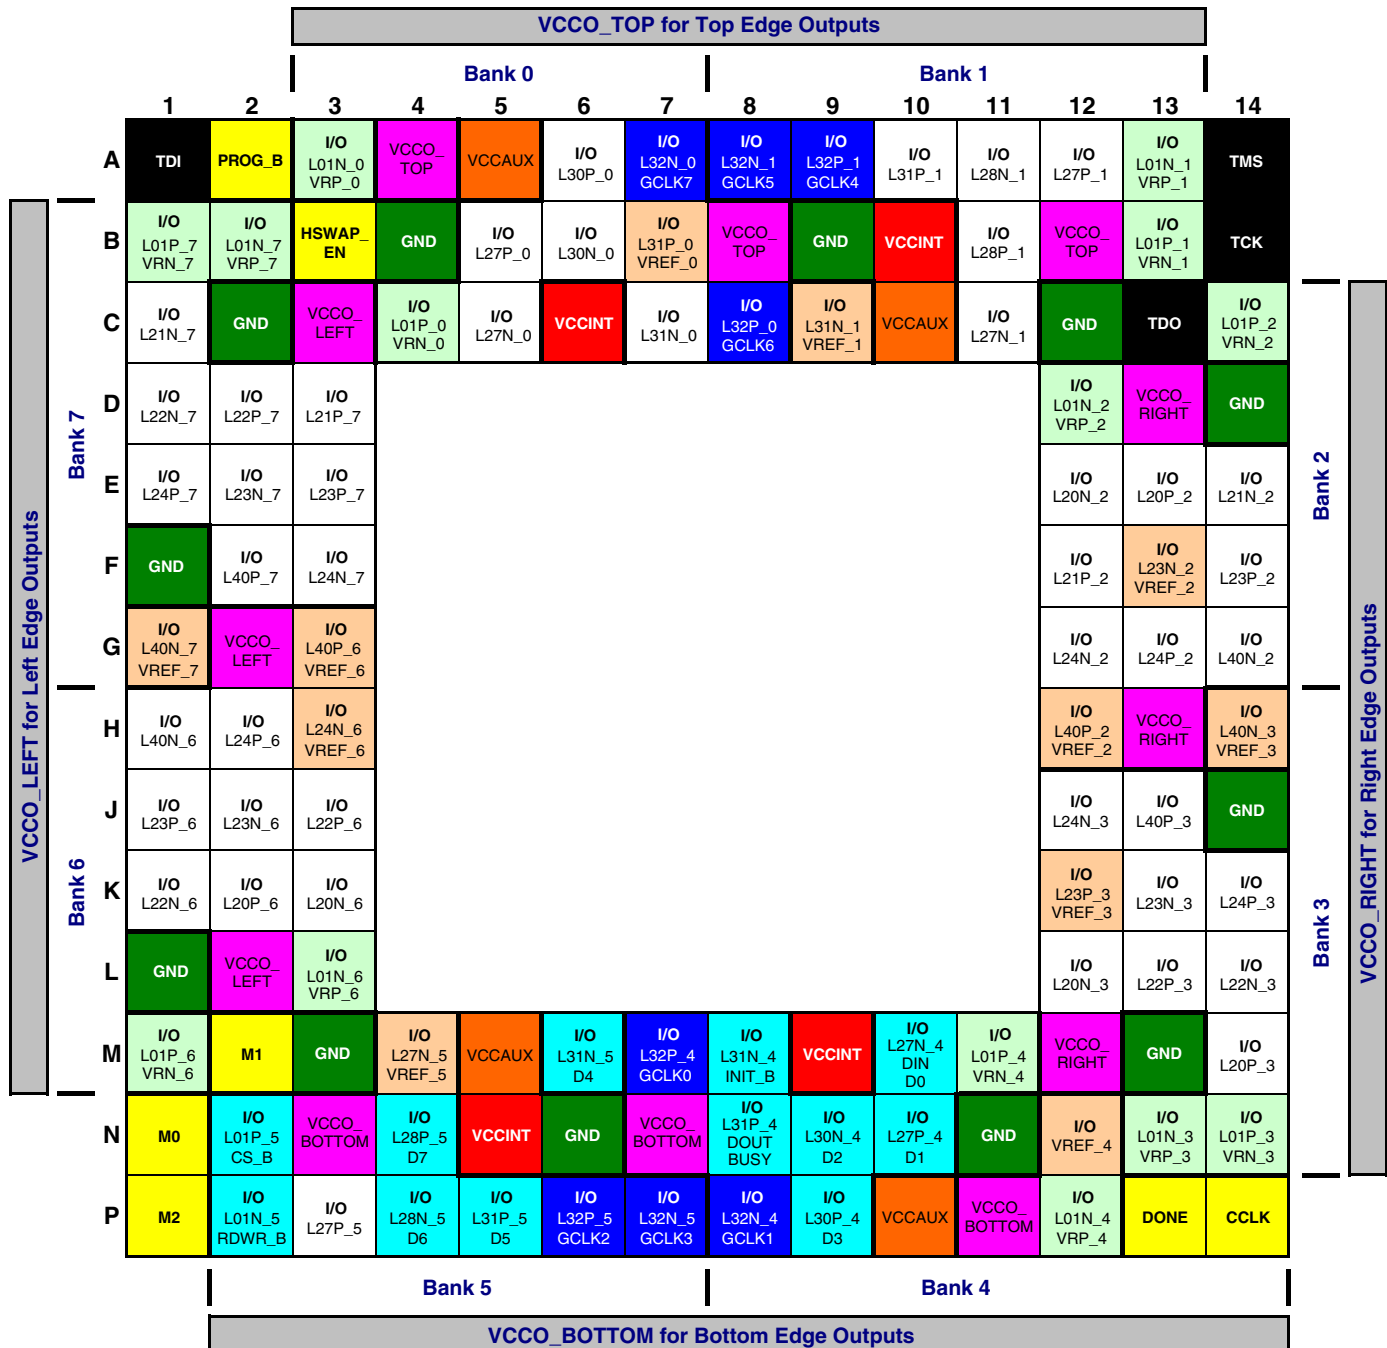 VCCO_TOP for Top Edge Outputs
Bank 0 Bank 1
1 2 3 4 5 6 7 8 9 10 11 12 13 14
A TDI PROG_B I/O L01N_0 VRP_0 VCCO_ TOP VCCAUX I/O L30P_0 I/O L32N_0 GCLK7 I/O L32N_1 GCLK5 I/O L32P_1 GCLK4 I/O L31P_1 I/O L28N_1 I/O L27P_1 I/O L01N_1 VRP_1 TMS
B I/O L01P_7 VRN_7 I/O L01N_7 VRP_7 HSWAP_ EN GND I/O L27P_0 I/O L30N_0 I/O L31P_0 VREF_0 VCCO_ TOP GND VCCINT I/O L28P_1 VCCO_ TOP I/O L01P_1 VRN_1 TCK
C I/O L21N_7 GND VCCO_ LEFT I/O L01P_0 VRN_0 I/O L27N_0 VCCINT I/O L31N_0 I/O L32P_0 GCLK6 I/O L31N_1 VREF_1 VCCAUX I/O L27N_1 GND TDO I/O L01P_2 VRN_2
D I/O L22N_7 I/O L22P_7 I/O L21P_7 I/O L01N_2 VRP_2 VCCO_ RIGHT GND
E I/O L24P_7 I/O L23N_7 I/O L23P_7 I/O L20N_2 I/O L20P_2 I/O L21N_2
F GND I/O L40P_7 I/O L24N_7 I/O L21P_2 I/O L23N_2 VREF_2 I/O L23P_2
G I/O L40N_7 VREF_7 VCCO_ LEFT I/O L40P_6 VREF_6 I/O L24N_2 I/O L24P_2 I/O L40N_2
H I/O L40N_6 I/O L24P_6 I/O L24N_6 VREF_6 I/O L40P_2 VREF_2 VCCO_ RIGHT I/O L40N_3 VREF_3
J I/O L23P_6 I/O L23N_6 I/O L22P_6 I/O L24N_3 I/O L40P_3 GND
K I/O L22N_6 I/O L20P_6 I/O L20N_6 I/O L23P_3 VREF_3 I/O L23N_3 I/O L24P_3
L GND VCCO_ LEFT I/O L01N_6 VRP_6 I/O L20N_3 I/O L22P_3 I/O L22N_3
M I/O L01P_6 VRN_6 M1 GND I/O L27N_5 VREF_5 VCCAUX I/O L31N_5 D4 I/O L32P_4 GCLK0 I/O L31N_4 INIT_B VCCINT I/O L27N_4 DIN D0 I/O L01P_4 VRN_4 VCCO_ RIGHT GND I/O L20P_3
N M0 I/O L01P_5 CS_B VCCO_ BOTTOM I/O L28P_5 D7 VCCINT GND VCCO_ BOTTOM I/O L31P_4 DOUT BUSY I/O L30N_4 D2 I/O L27P_4 D1 GND I/O VREF_4 I/O L01N_3 VRP_3 I/O L01P_3 VRN_3
P M2 I/O L01N_5 RDWR_B I/O L27P_5 I/O L28N_5 D6 I/O L31P_5 D5 I/O L32P_5 GCLK2 I/O L32N_5 GCLK3 I/O L32N_4 GCLK1 I/O L30P_4 D3 VCCAUX VCCO_ BOTTOM I/O L01N_4 VRP_4 DONE CCLK
VCCO_LEFT for Left Edge Outputs
Bank 7
Bank 6
Bank 2
Bank 3
VCCO_RIGHT for Right Edge Outputs
Bank 5 Bank 4
VCCO_BOTTOM for Bottom Edge Outputs